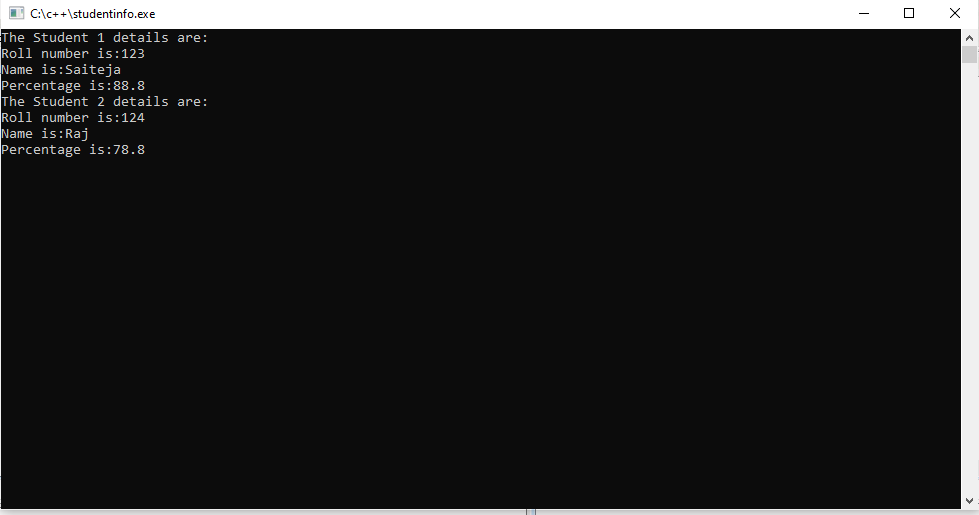 C:\c++\studentinfo.exe
The Student 1 details are:
Roll number is:123
Name is:Saiteja
Percentage is:88.8
The Student 2 details are:
Roll number is:124
Name is:Raj
Percentage is:78.8